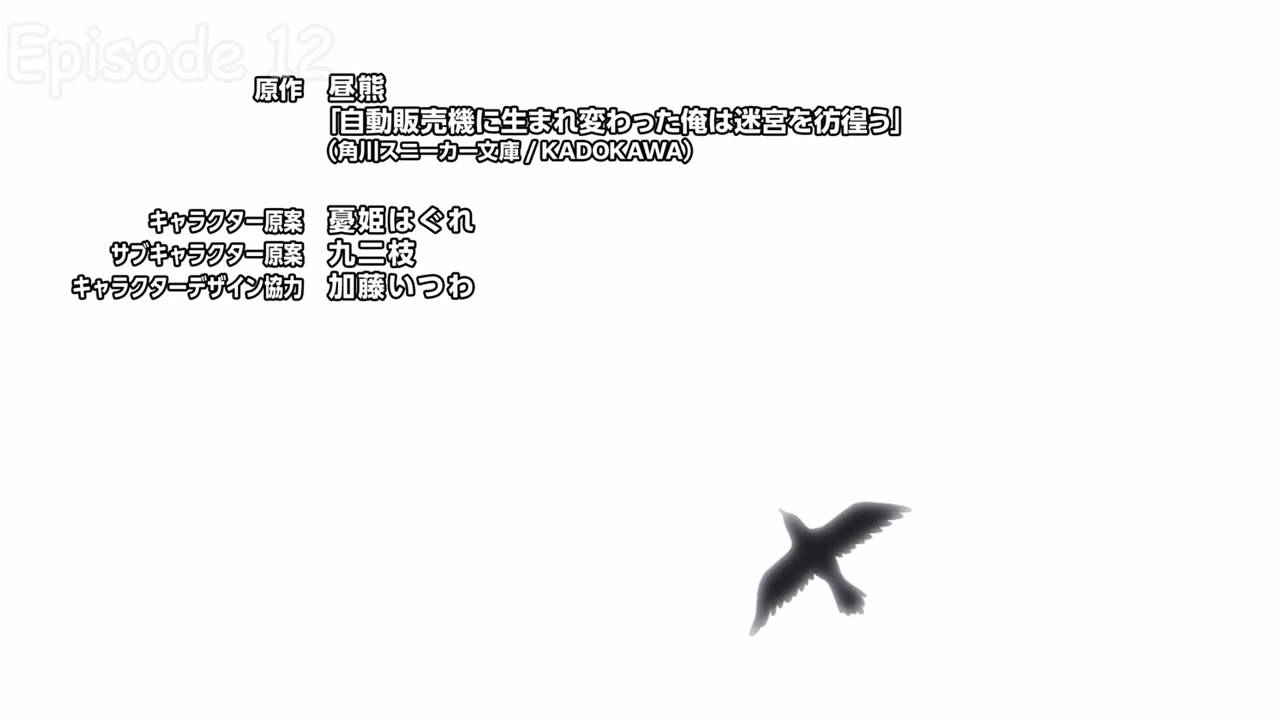 Episode 12
原作 昼熊
「自動販売機に生まれ変わった俺は迷宮を彷徨う」
(角川スニーカー文庫 / KADOKAWA)
キャラクター原案 憂姫はぐれ
サブキャラクター原案 九二枝
キャラクターデザイン協力 加藤いつわ